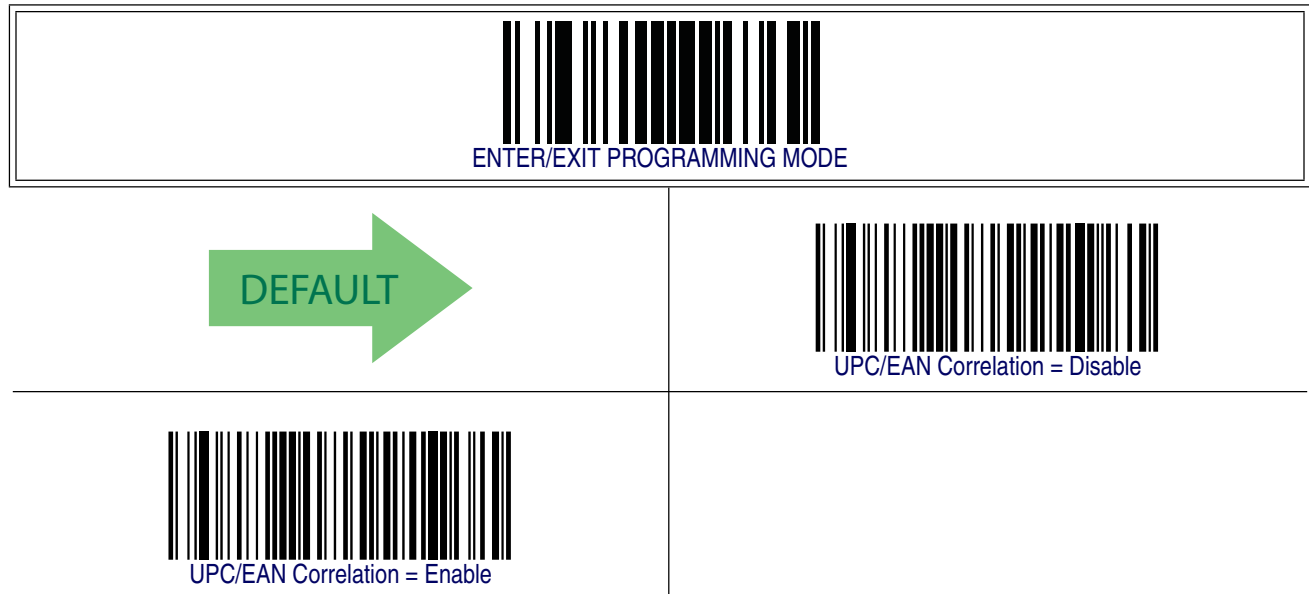 ENTER/EXIT PROGRAMMING MODE
DEFAULT
UPC/EAN Correlation = Disable
UPC/EAN Correlation = Enable